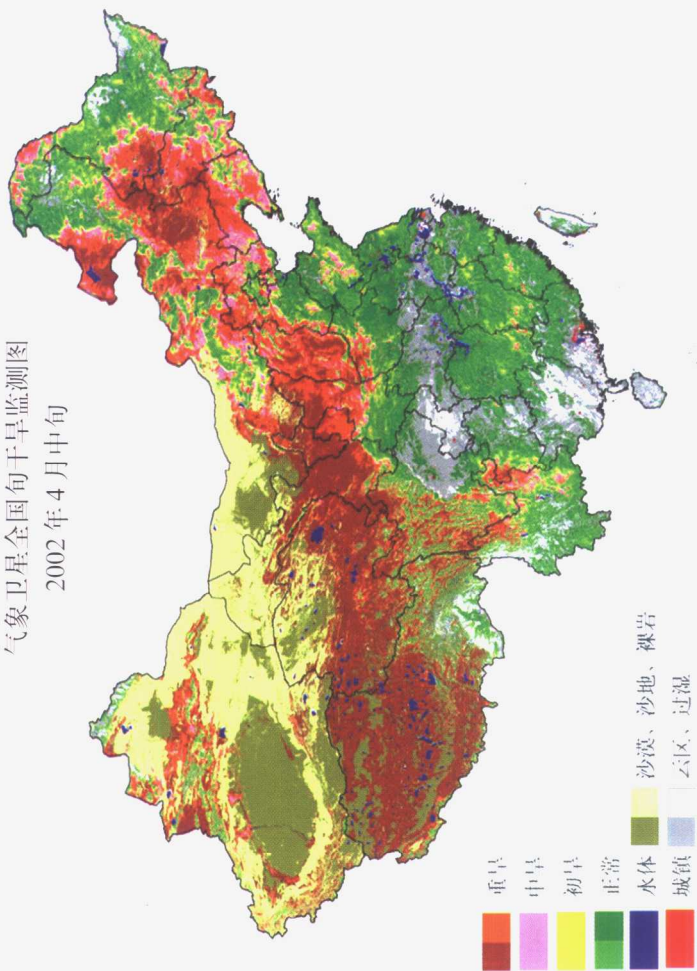 气象卫星全国旬干旱监测图
2002年4月中旬
重旱
中旱
初旱
正常
水体
城镇
沙漠、沙地、裸岩
云区、过湿